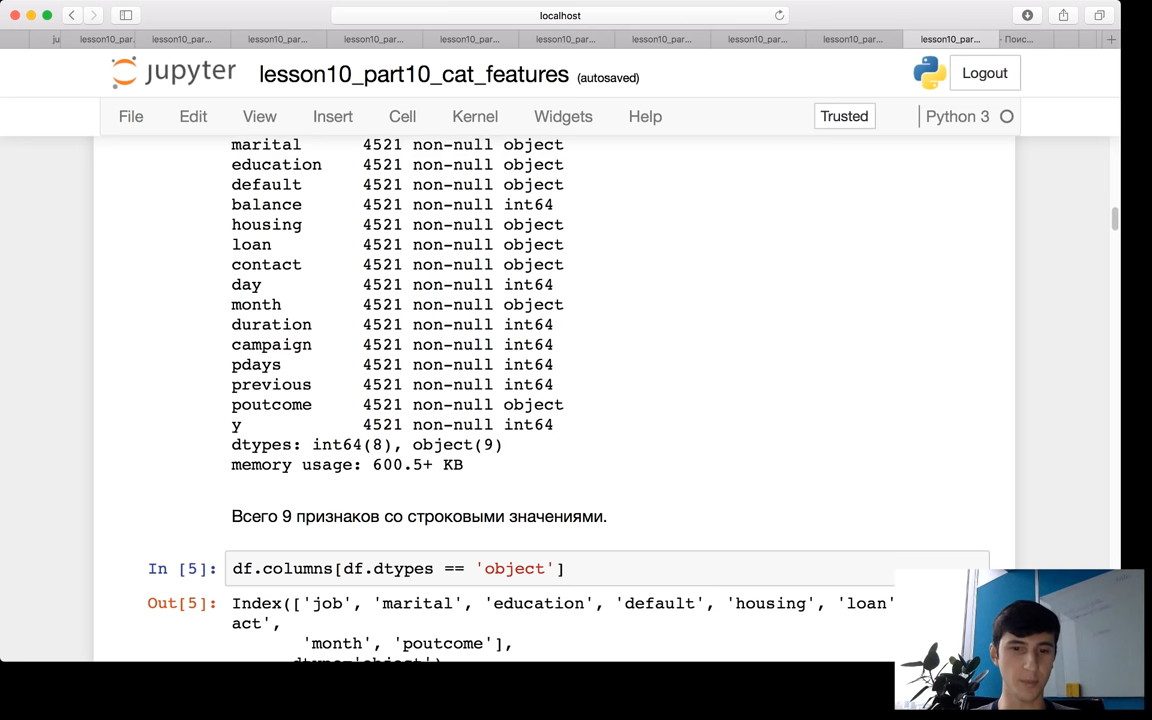 localhost
ju
lesson10_par.
lesson10_par...
lesson10_par...
lesson10_par...
lesson10_par...
lesson10_par...
lesson10_par...
lesson10_par...
lesson10_par...
lesson10_par...
- Поис...
jupyter
lesson10_part10_cat_features (autosaved)
Logout
File Edit View Insert Cell Kernel Widgets Help
Trusted
Python 3
marital 4521 non-null object
education 4521 non-null object
default 4521 non-null object
balance 4521 non-null int64
housing 4521 non-null object
loan 4521 non-null object
contact 4521 non-null object
day 4521 non-null int64
month 4521 non-null object
duration 4521 non-null int64
campaign 4521 non-null int64
pdays 4521 non-null int64
previous 4521 non-null int64
poutcome 4521 non-null object
y 4521 non-null int64
dtypes: int64(8), object(9)
memory usage: 600.5+ KB
Всего 9 признаков со строковыми значениями.
In [5]: df.columns[df.dtypes == 'object']
Out[5]: Index(['job', 'marital', 'education', 'default', 'housing', 'loan'
act',
'month', 'poutcome'],
dtype='object')